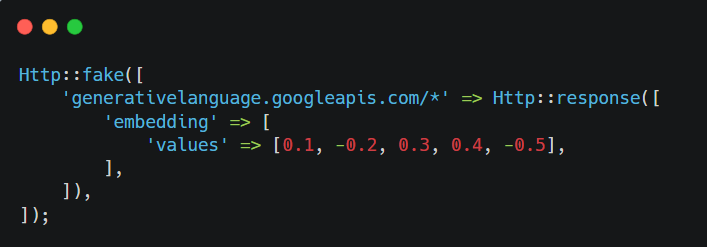 Http::fake([
    'generativelanguage.googleapis.com/*' => Http::response([
        'embedding' => [
            'values' => [0.1, -0.2, 0.3, 0.4, -0.5],
        ],
    ]),
]);